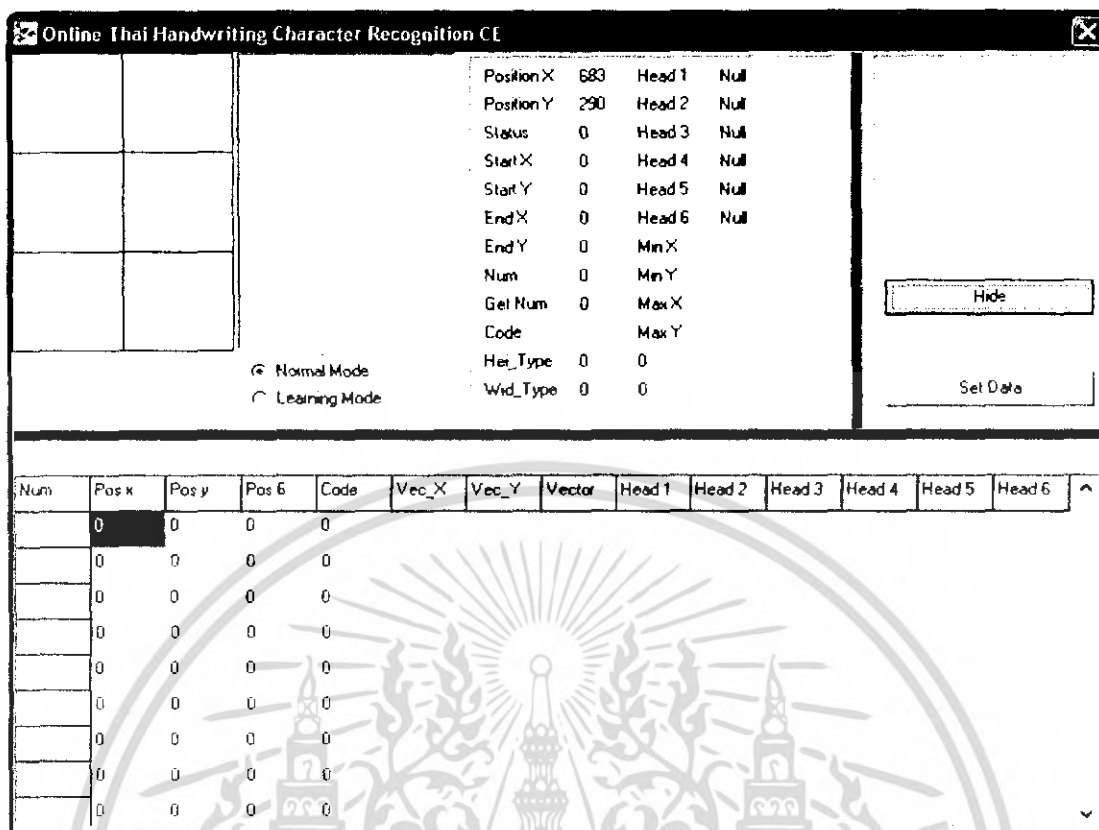 Online Thai Handwriting Character Recognition CE
Position X 683 Head 1 Null
Position Y 290 Head 2 Null
Status 0 Head 3 Null
Start X 0 Head 4 Null
Start Y 0 Head 5 Null
End X 0 Head 6 Null
End Y 0 Min X
Num 0 Min Y
Get Num 0 Max X
Code Max Y
Hei_Type 0 0
Wid_Type 0 0
Normal Mode
Learning Mode
Hide
Set Data
Num Pos x Pos y Pos 6 Code Vec_X Vec_Y Vector Head 1 Head 2 Head 3 Head 4 Head 5 Head 6
0 0 0 0
0 0 0 0
0 0 0 0
0 0 0 0
0 0 0 0
0 0 0 0
0 0 0 0
0 0 0 0
0 0 0 0